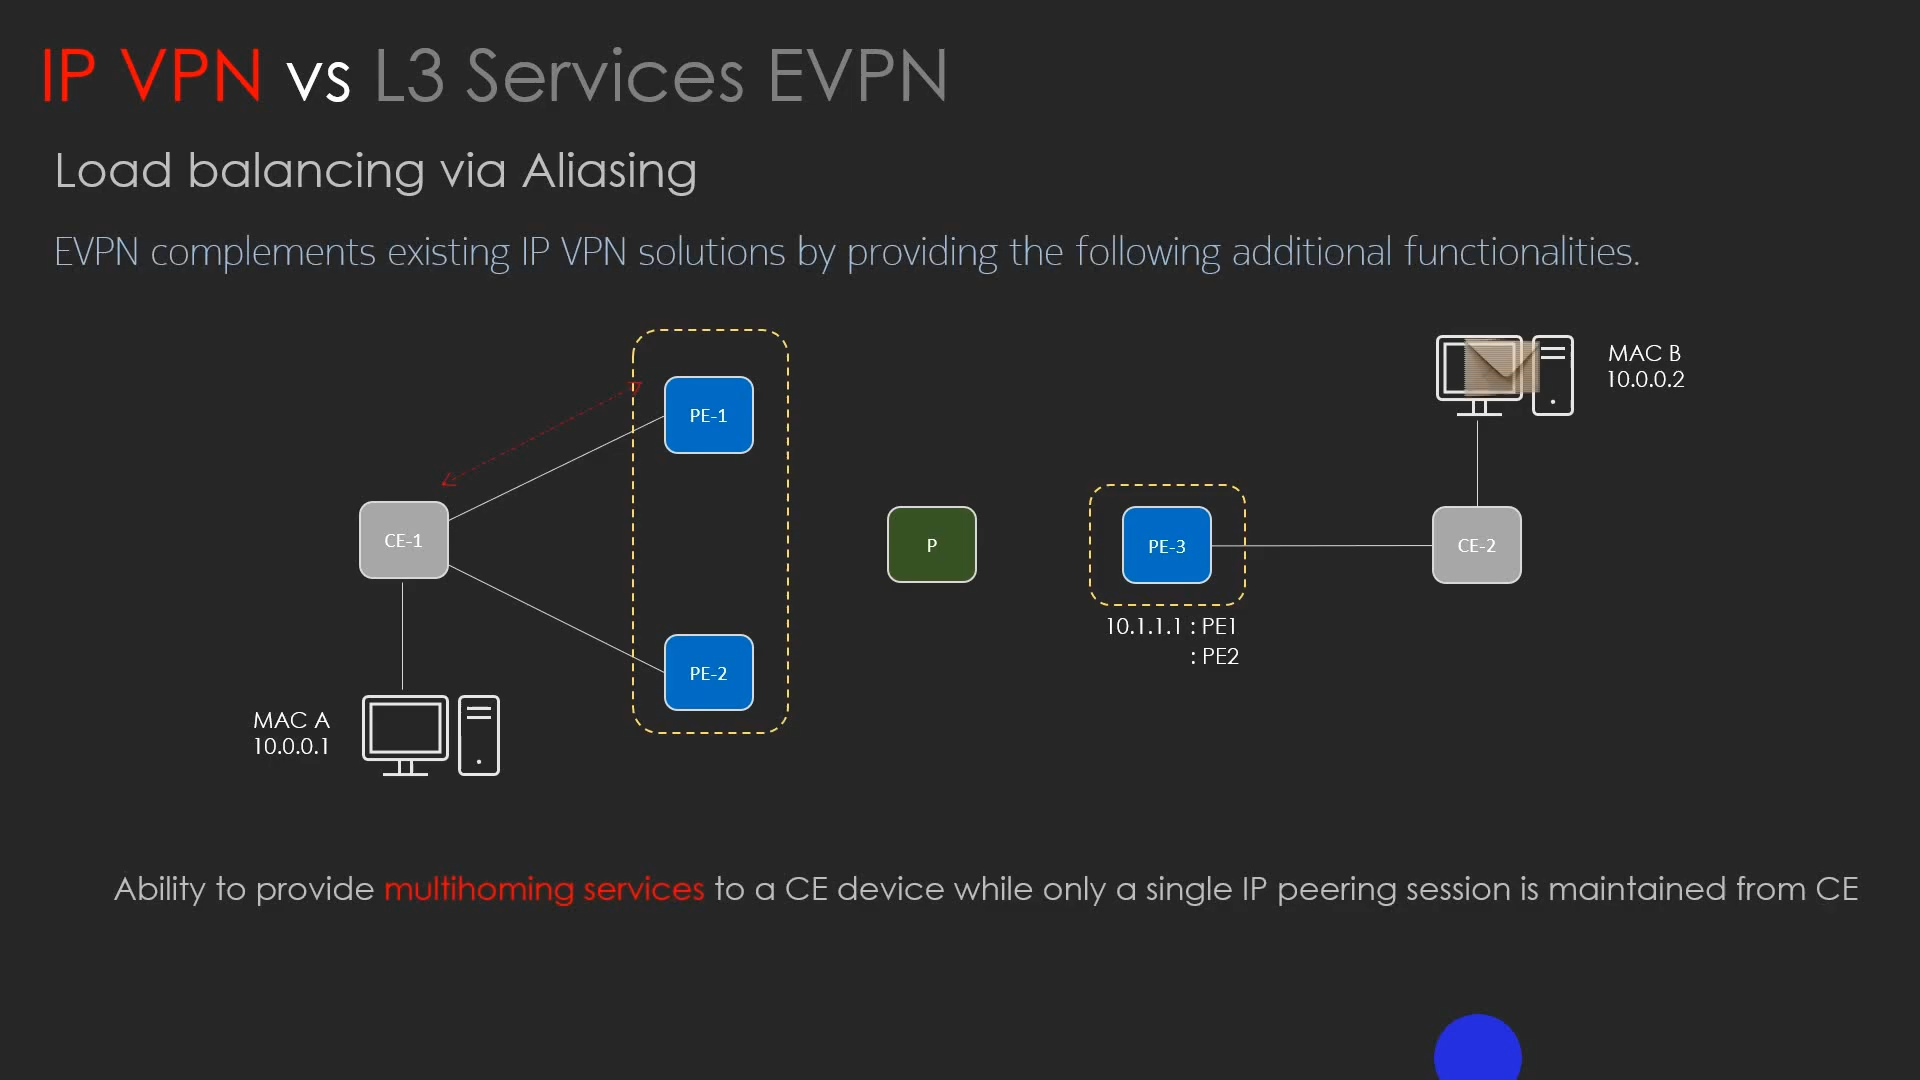 IP VPN vs L3 Services EVPN
Load balancing via Aliasing
EVPN complements existing IP VPN solutions by providing the following additional functionalities.
MAC B
10.0.0.2
PE-1
CE-1
P
PE-3
CE-2
10.1.1.1 : PE1
: PE2
PE-2
MAC A
10.0.0.1
Ability to provide multihoming services to a CE device while only a single IP peering session is maintained from CE